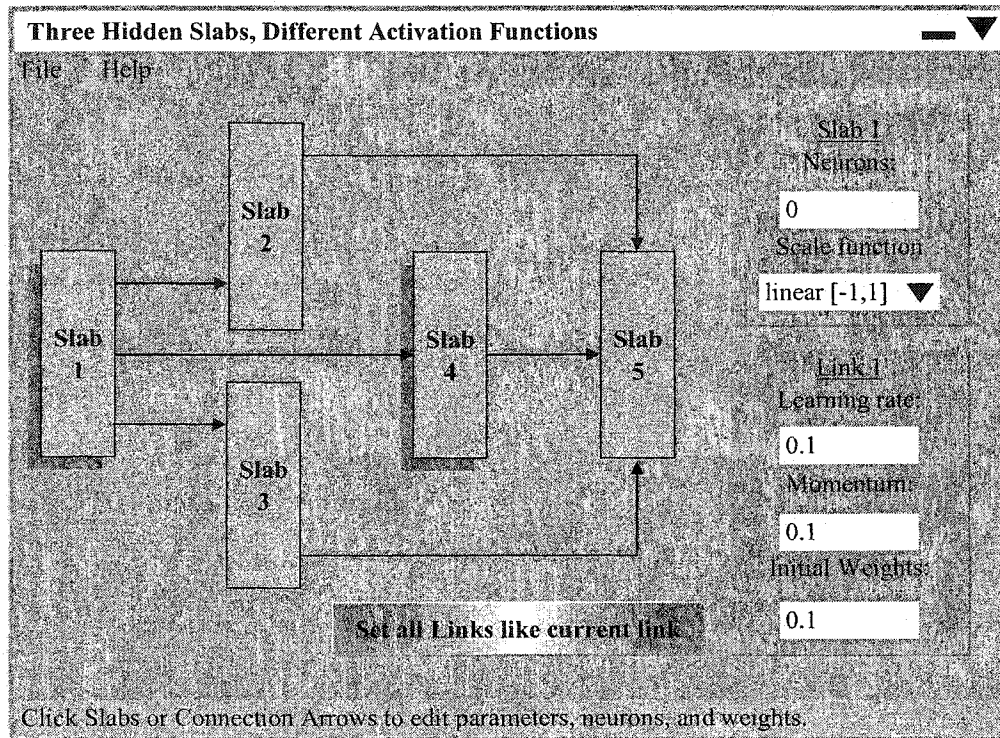 Three Hidden Slabs, Different Activation Functions
File Help
Slab
2
Slab
1
Slab
4
Slab
5
Slab
3
Slab 1
Neurons:
0
Scale function
linear [-1,1]
Link 1
Learning rate:
0.1
Momentum:
0.1
Initial Weights:
0.1
Set all Links like current link
Click Slabs or Connection Arrows to edit parameters, neurons, and weights.